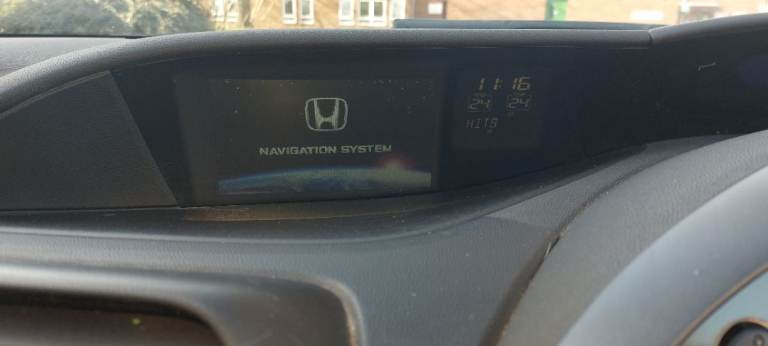 NAVIGATION SYSTEM
11:16
24 24
HITS